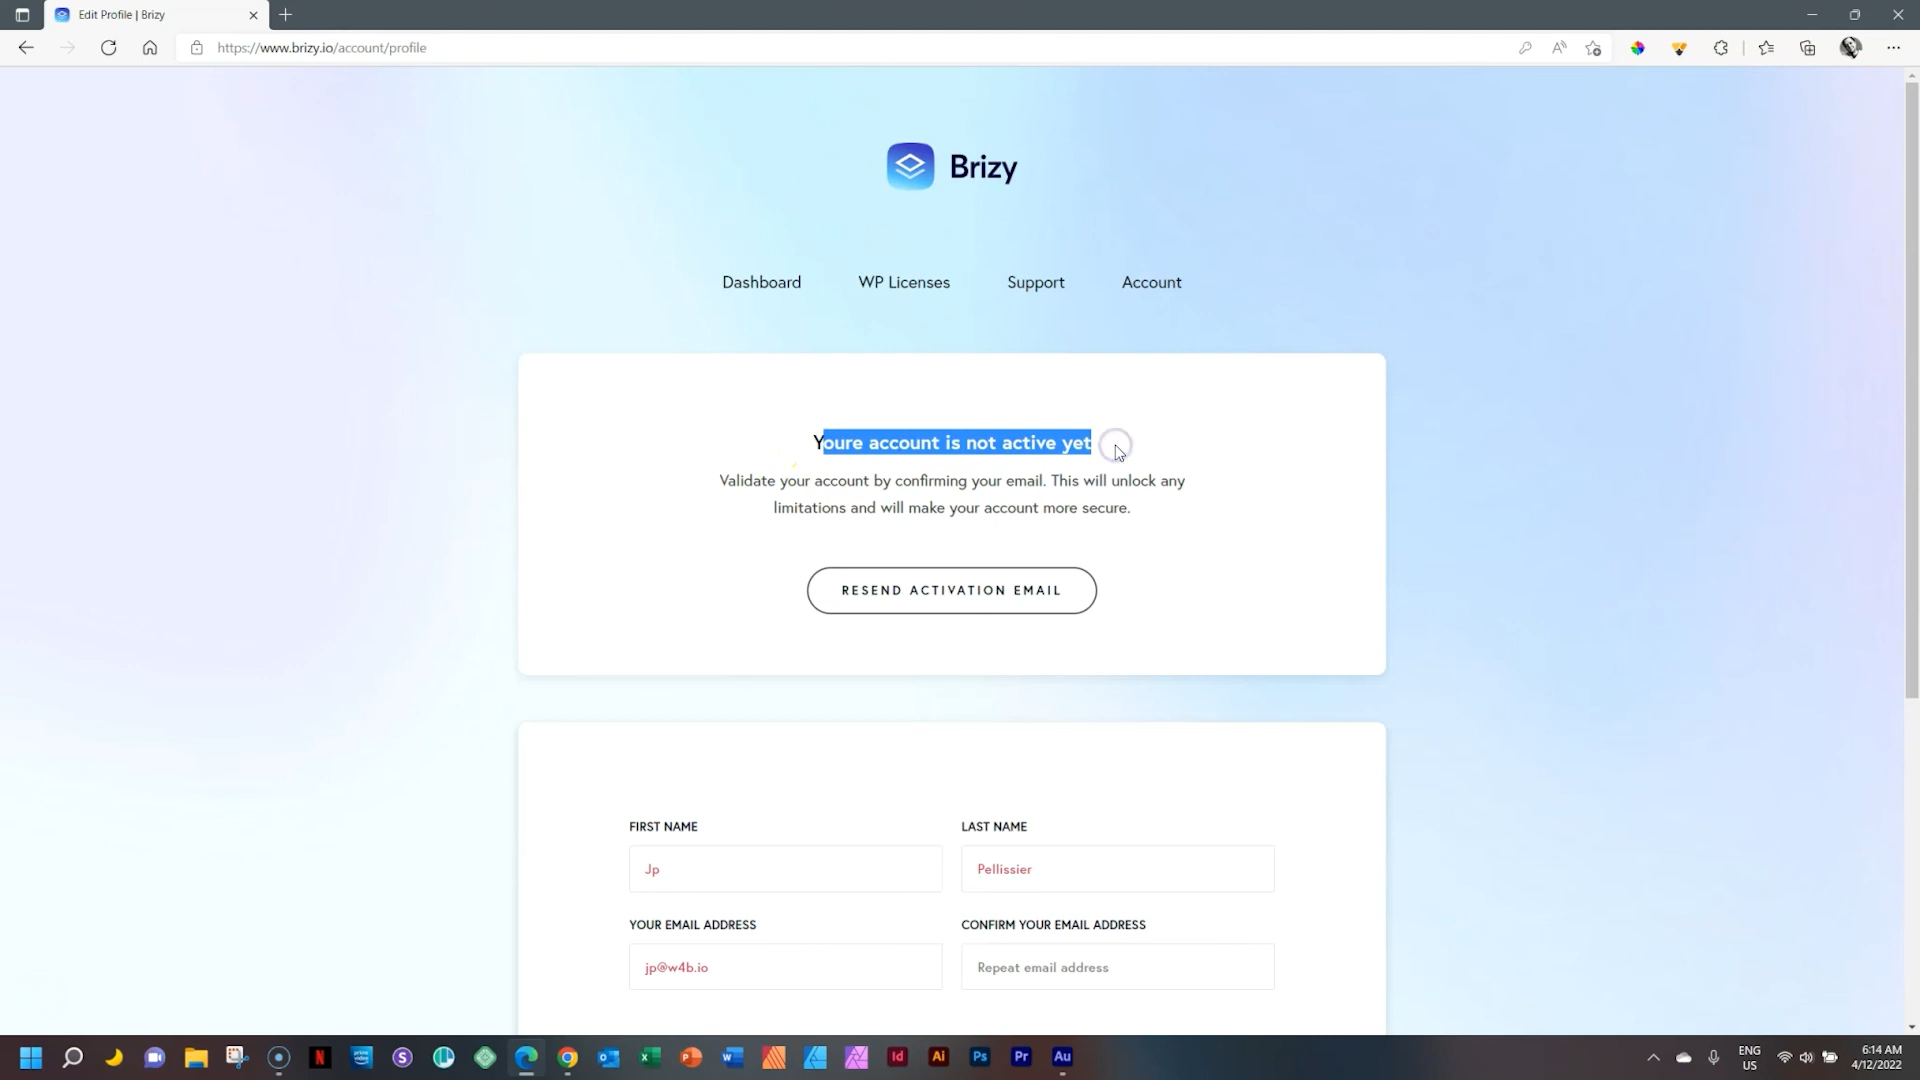 Edit Profile | Brizy
https://www.brizy.io/account/profile
Brizy
Dashboard
WP Licenses
Support
Account
Youre account is not active yet
Validate your account by confirming your email. This will unlock any
limitations and will make your account more secure.
RESEND ACTIVATION EMAIL
FIRST NAME
LAST NAME
Jp
Pellissier
YOUR EMAIL ADDRESS
CONFIRM YOUR EMAIL ADDRESS
jp@w4b.io
Repeat email address
ENG
US
6:14 AM
4/12/2022